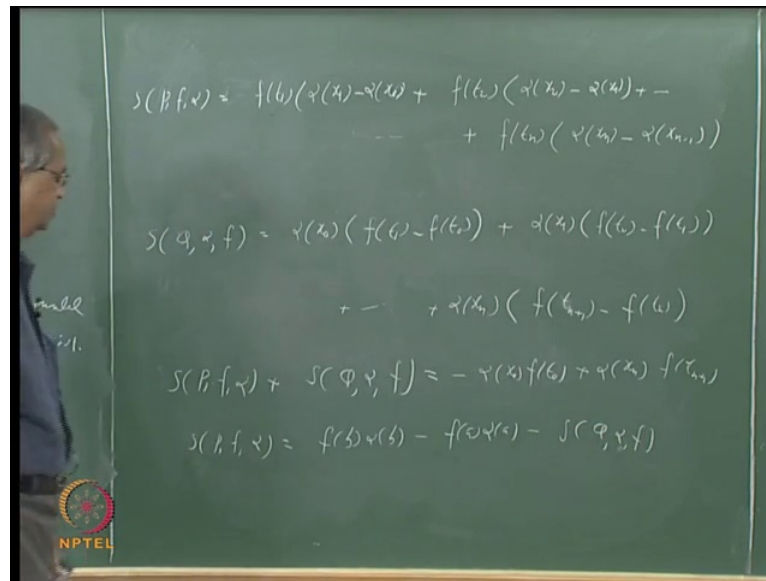 S(P, f, α) = f(t₁)(α(x₁) - α(x₀) + f(t₂)(α(x₂) - α(x₁)) + -
--- + f(tₙ)(α(xₙ) - α(xₙ₋₁))
S(Q, α, f) = α(x₀)(f(t₁) - f(t₀)) + α(x₁)(f(t₂) - f(t₁))
+ -- + α(xₙ)(f(tₙ₊₁) - f(tₙ))
S(P, f, α) + S(Q, α, f) = - α(x₀) f(t₀) + α(xₙ) f(tₙ₊₁)
S(P, f, α) = f(b)α(b) - f(a)α(a) - S(Q, α, f)
NPTEL